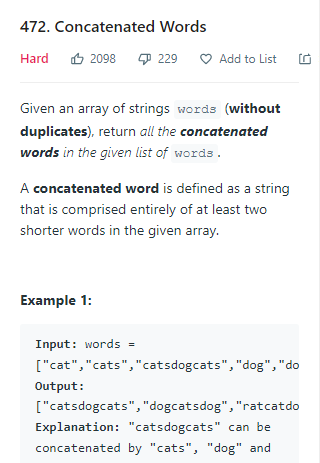 472. Concatenated Words
Hard 2098 229 Add to List
Given an array of strings words (without
duplicates), return all the concatenated
words in the given list of words.
A concatenated word is defined as a string
that is comprised entirely of at least two
shorter words in the given array.
Example 1:
Input: words =
["cat","cats","catsdogcats","dog","do
Output:
["catsdogcats","dogcatsdog","ratcatdo
Explanation: "catsdogcats" can be
concatenated by "cats", "dog" and